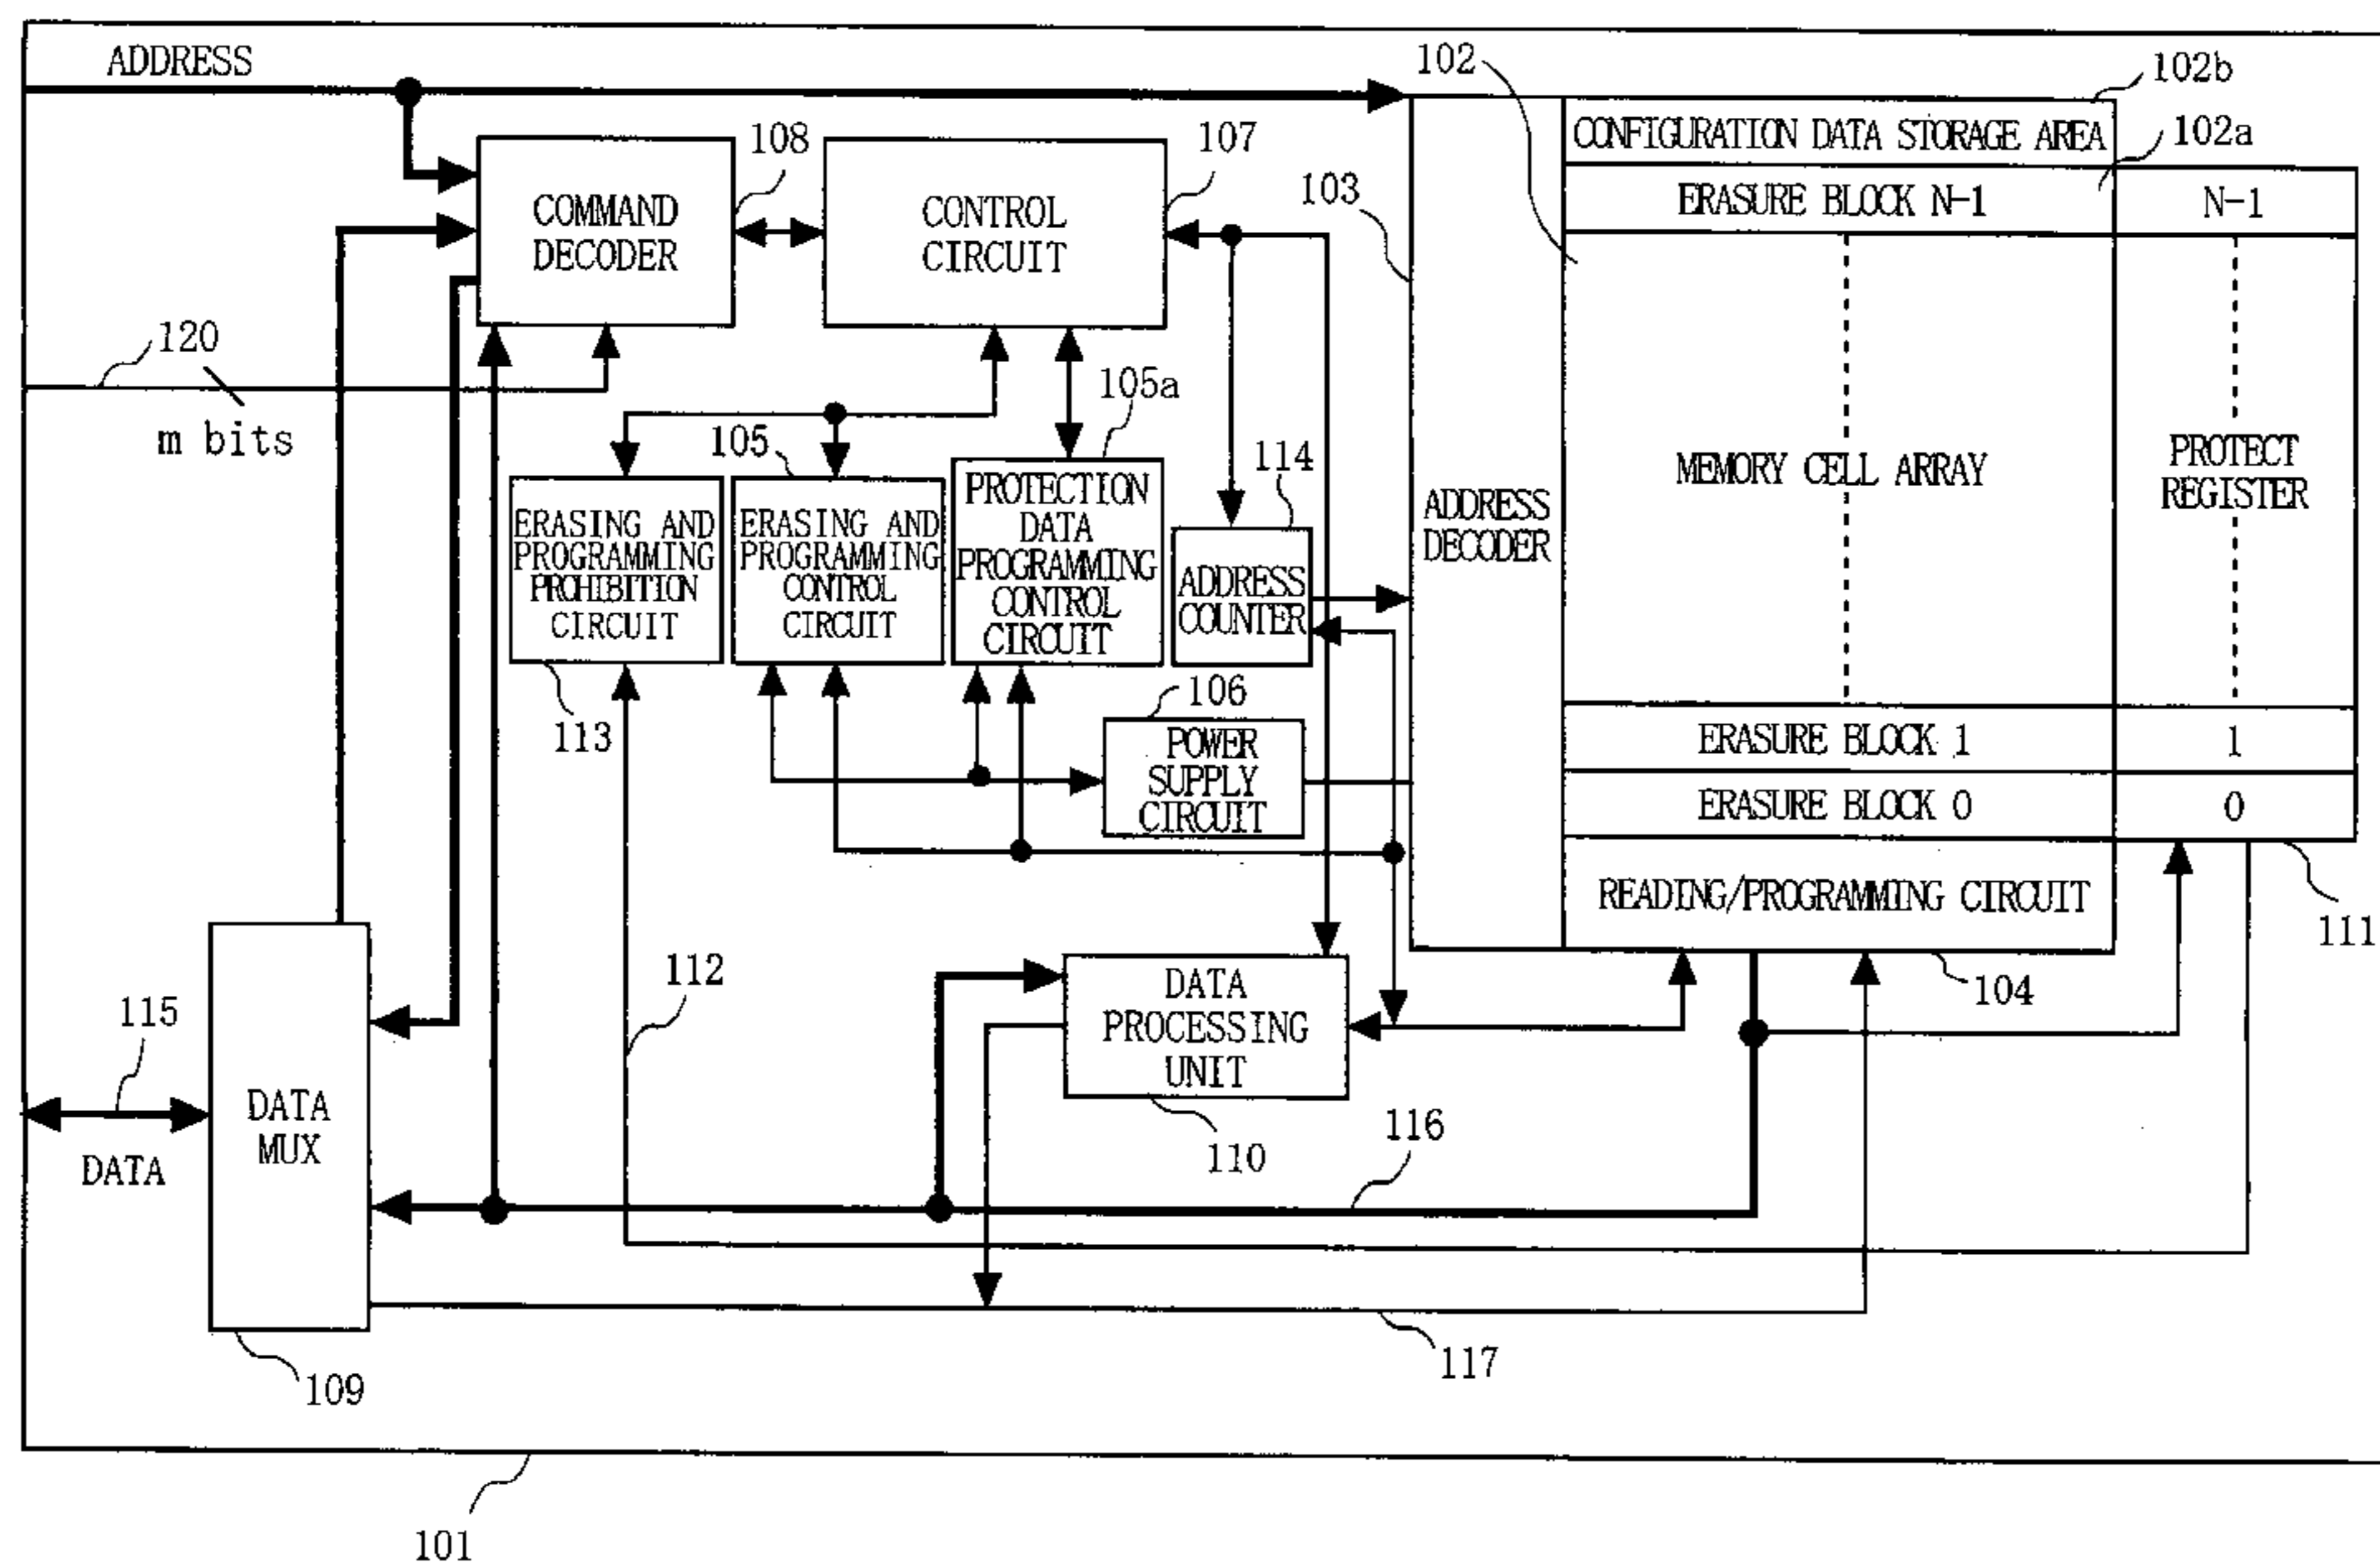 ADDRESS
102
102b
CONFIGURATION DATA STORAGE AREA
102a
108
107
103
COMMAND
DECODER
CONTROL
CIRCUIT
ERASURE BLOCK N-1
N-1
120
m bits
105a
105
114
ERASING AND
PROGRAMMING
PROHIBITION
CIRCUIT
ERASING AND
PROGRAMMING
CONTROL
CIRCUIT
PROTECTION
DATA
PROGRAMMING
CONTROL
CIRCUIT
ADDRESS
COUNTER
ADDRESS
DECODER
MEMORY CELL ARRAY
PROTECT
REGISTER
113
106
POWER
SUPPLY
CIRCUIT
ERASURE BLOCK 1
1
ERASURE BLOCK 0
0
READING/PROGRAMMING CIRCUIT
111
104
112
115
DATA
DATA
MUX
DATA
PROCESSING
UNIT
110
116
117
109
101